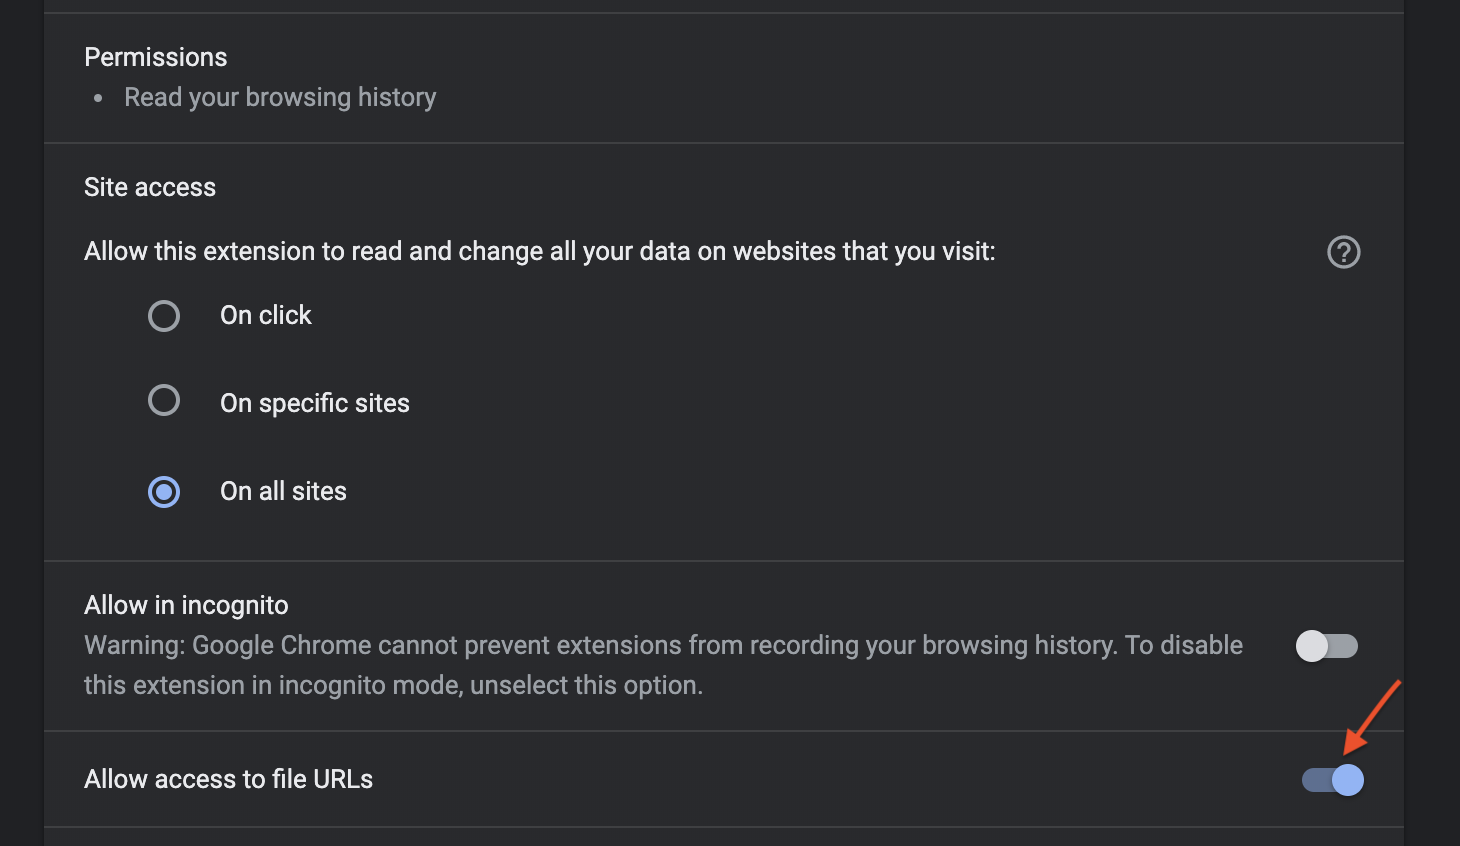 Permissions
• Read your browsing history
Site access
Allow this extension to read and change all your data on websites that you visit:
On click
On specific sites
On all sites
Allow in incognito
Warning: Google Chrome cannot prevent extensions from recording your browsing history. To disable
this extension in incognito mode, unselect this option.
Allow access to file URLs